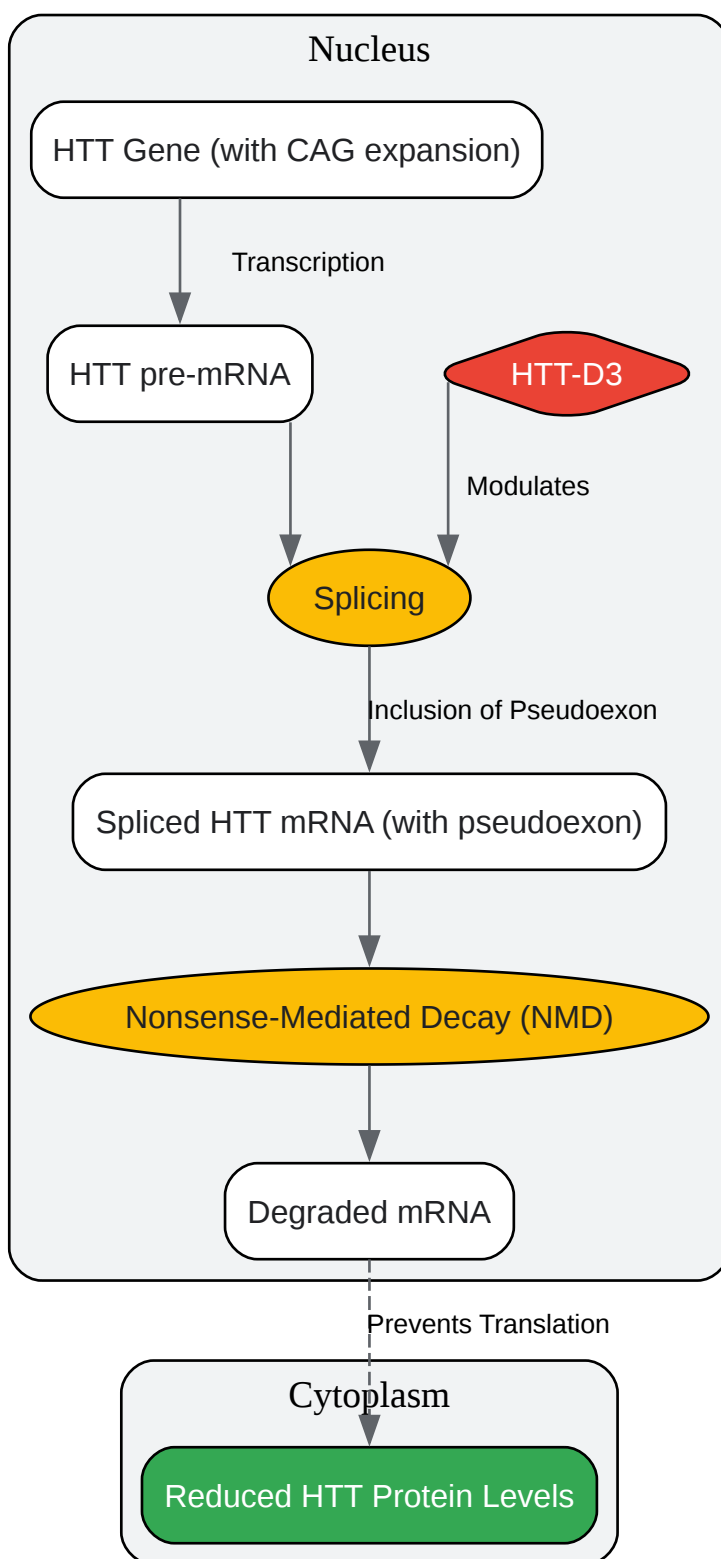 Nucleus
HTT Gene (with CAG expansion)
Transcription
HTT pre-mRNA
HTT-D3
Modulates
Splicing
Inclusion of Pseudoexon
Spliced HTT mRNA (with pseudoexon)
Nonsense-Mediated Decay (NMD)
Degraded mRNA
Prevents Translation
Cytoplasm
Reduced HTT Protein Levels